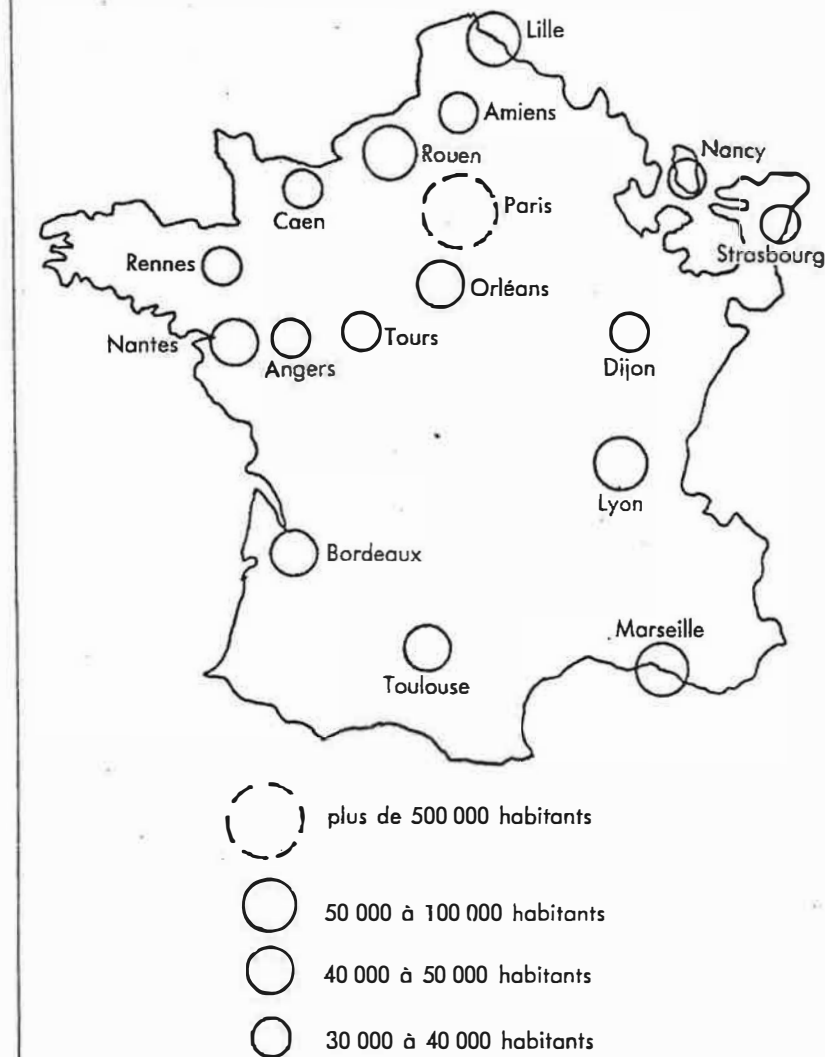 Lille
Amiens
Rouen
Nancy
Paris
Caen
Strasbourg
Rennes
Orléans
Nantes
Tours
Angers
Dijon
Lyon
Bordeaux
Marseille
Toulouse
plus de 500 000 habitants
50 000 à 100 000 habitants
40 000 à 50 000 habitants
30 000 à 40 000 habitants